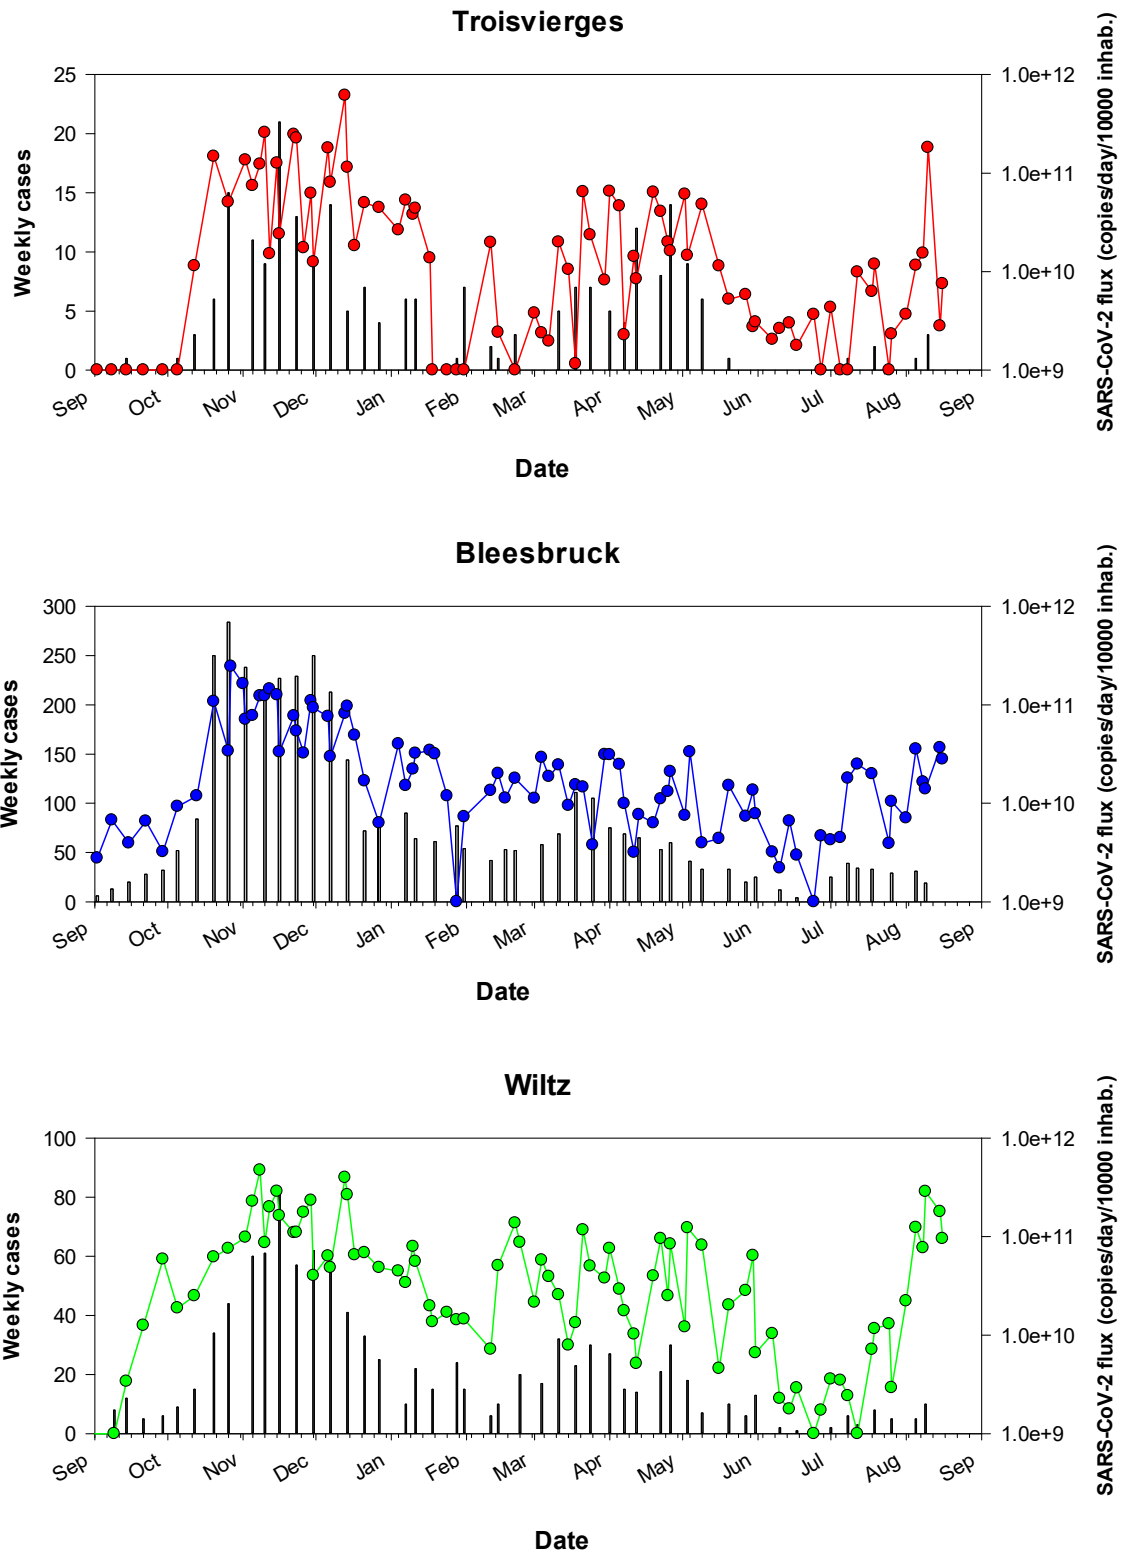 Troisvierges
25
20
15
10
5
0
Weekly cases
1.0e+12
1.0e+11
1.0e+10
1.0e+9
SARS-CoV-2 flux (copies/day/10000 inhab.)
Sep Oct Nov Dec Jan Feb Mar Apr May Jun Jul Aug Sep
Date
Bleesbruck
300
250
200
150
100
50
0
Weekly cases
1.0e+12
1.0e+11
1.0e+10
1.0e+9
SARS-CoV-2 flux (copies/day/10000 inhab.)
Sep Oct Nov Dec Jan Feb Mar Apr May Jun Jul Aug Sep
Date
Wiltz
100
80
60
40
20
0
Weekly cases
1.0e+12
1.0e+11
1.0e+10
1.0e+9
SARS-CoV-2 flux (copies/day/10000 inhab.)
Sep Oct Nov Dec Jan Feb Mar Apr May Jun Jul Aug Sep
Date